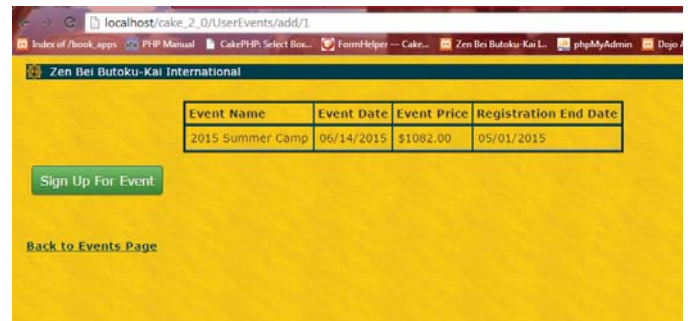 localhost/cake_2_0/UserEvents/add/1
Index of /book_apps PHP Manual CakePHP: Select Box... FormHelper — Cake... Zen Bei Butoku-Kai I... phpMyAdmin Dojo A
Zen Bei Butoku-Kai International
Event Name Event Date Event Price Registration End Date
2015 Summer Camp 06/14/2015 $1082.00 05/01/2015
Sign Up For Event
Back to Events Page